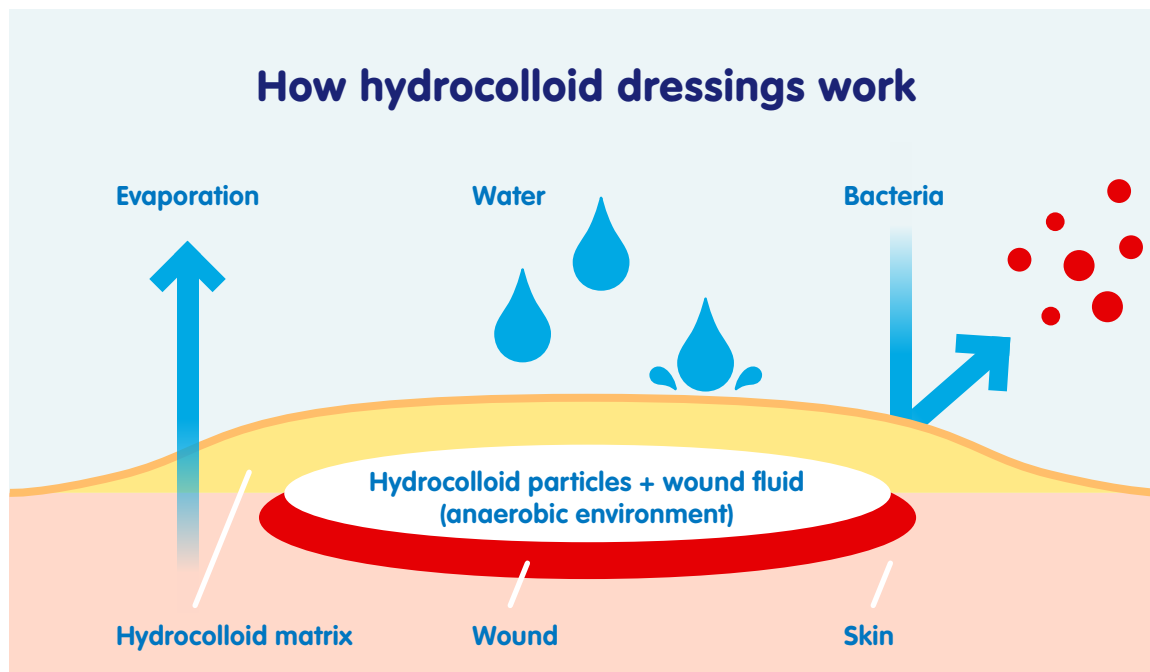 How hydrocolloid dressings work
Evaporation
Water
Bacteria
Hydrocolloid particles + wound fluid
(anaerobic environment)
Hydrocolloid matrix
Wound
Skin